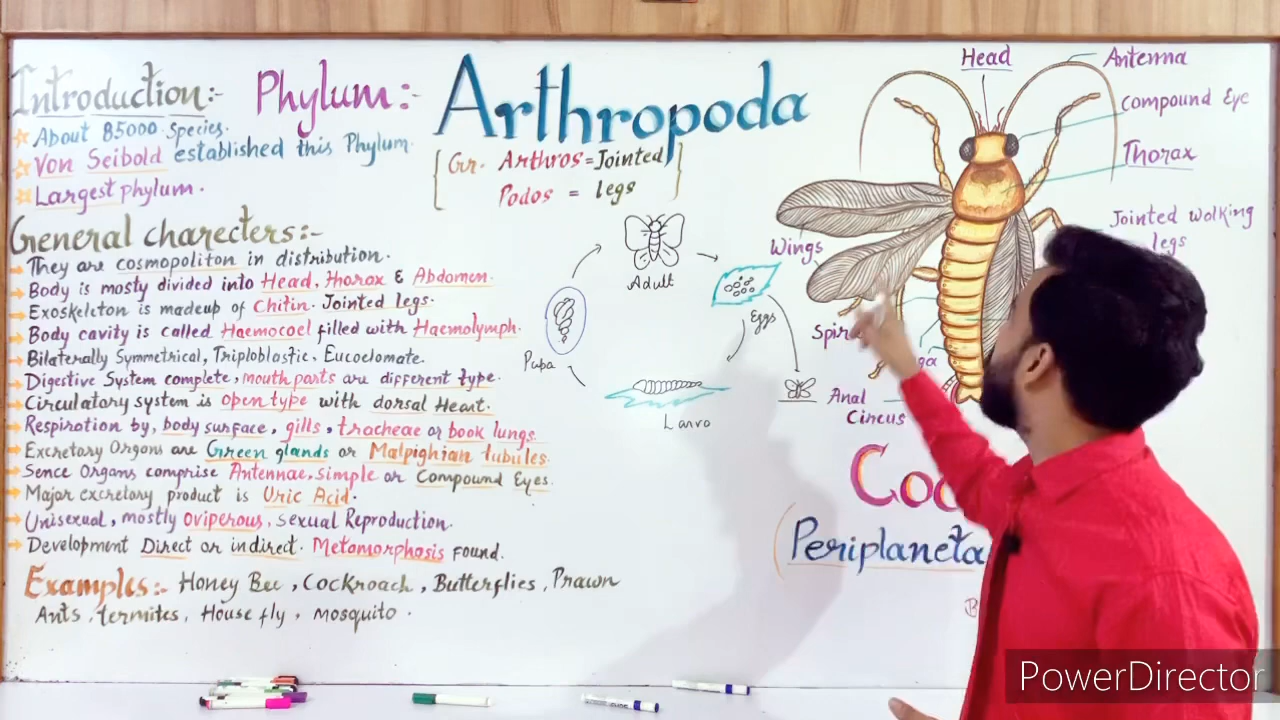 Introduction:-
Phylum:- Arthropoda
About 85000 Species.
Von Seibold established this Phylum.
Largest phylum.
Gr. Arthros = Jointed
Podos = legs
General charecters:-
They are cosmopoliton in distribution.
Body is mosty divided into Head, thorax & Abdomen.
Exoskeleton is madeup of Chitin. Jointed legs.
Body cavity is called Haemocoel filled with Haemolymph.
Bilaterally Symmetrical, Triploblastic, Eucoelomate.
Digestive System complete, mouth parts are different type.
Circulatory system is open type with dorsal Heart.
Respiration by, body surface, gills, tracheae or book lungs.
Excretory Organs are Green glands or Malpighian tubules.
Sence Organs comprise Antennae, simple or Compound Eyes.
Major excretory product is Uric Acid.
Unisexual, mostly oviperous, sexual Reproduction.
Development Direct or indirect. Metamorphosis found.
Examples:- Honey Bee, Cockroach, Butterflies, Prawn
Ants, termites, House fly, mosquito.
Adult
Eggs
Larva
Pupa
Head
Antenna
Compound Eye
Thorax
Jointed Walking
legs
Wings
Anal
Circus
Periplaneta
PowerDirector